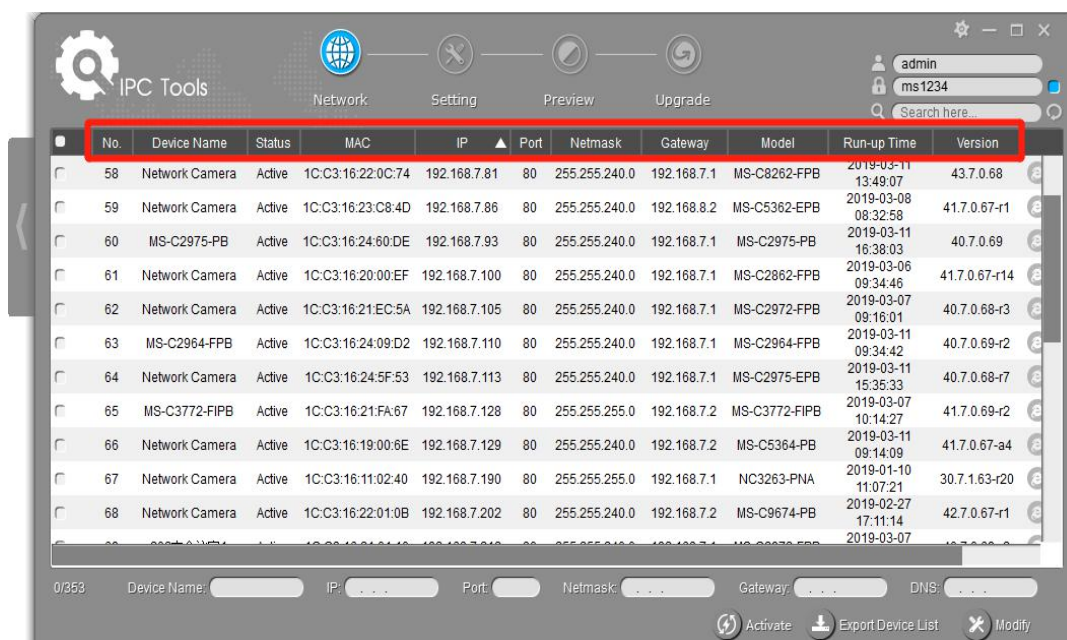 IPC Tools
Network Setting Preview Upgrade
admin
ms1234
Search here...
No. Device Name Status MAC IP Port Netmask Gateway Model Run-up Time Version
58 Network Camera Active 1C:C3:16:22:0C:74 192.168.7.81 80 255.255.240.0 192.168.7.1 MS-C8262-FPB 2019-03-11 13:49:07 43.7.0.68
59 Network Camera Active 1C:C3:16:23:C8:4D 192.168.7.86 80 255.255.240.0 192.168.8.2 MS-C5362-EPB 2019-03-08 08:32:58 41.7.0.67-r1
60 MS-C2975-PB Active 1C:C3:16:24:60:DE 192.168.7.93 80 255.255.240.0 192.168.7.1 MS-C2975-PB 2019-03-11 16:38:03 40.7.0.69
61 Network Camera Active 1C:C3:16:20:00:EF 192.168.7.100 80 255.255.240.0 192.168.7.1 MS-C2862-FPB 2019-03-06 09:34:46 41.7.0.67-r14
62 Network Camera Active 1C:C3:16:21:EC:5A 192.168.7.105 80 255.255.240.0 192.168.7.1 MS-C2972-FPB 2019-03-07 09:16:01 40.7.0.68-r3
63 MS-C2964-FPB Active 1C:C3:16:24:09:D2 192.168.7.110 80 255.255.240.0 192.168.7.1 MS-C2964-FPB 2019-03-11 09:34:42 40.7.0.69-r2
64 Network Camera Active 1C:C3:16:24:5F:53 192.168.7.113 80 255.255.240.0 192.168.7.1 MS-C2975-EPB 2019-03-11 15:35:33 40.7.0.68-r7
65 MS-C3772-FIPB Active 1C:C3:16:21:FA:67 192.168.7.128 80 255.255.255.0 192.168.7.2 MS-C3772-FIPB 2019-03-07 10:14:27 41.7.0.69-r2
66 Network Camera Active 1C:C3:16:19:00:6E 192.168.7.129 80 255.255.240.0 192.168.7.2 MS-C5364-PB 2019-03-11 09:14:09 41.7.0.67-a4
67 Network Camera Active 1C:C3:16:11:02:40 192.168.7.190 80 255.255.255.0 192.168.7.1 NC3263-PNA 2019-01-10 11:07:21 30.7.1.63-r20
68 Network Camera Active 1C:C3:16:22:01:0B 192.168.7.202 80 255.255.240.0 192.168.7.2 MS-C9674-PB 2019-02-27 17:11:14 42.7.0.67-r1
2019-03-07
0/353 Device Name: IP: . . . Port: Netmask: . . . Gateway: . . . DNS: . . .
Activate Export Device List Modify